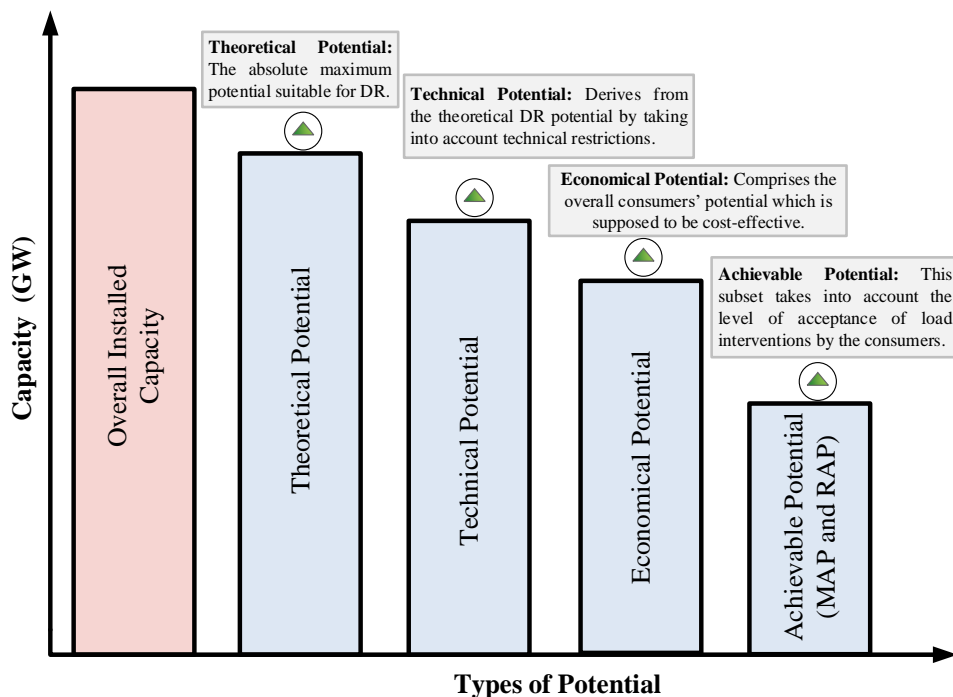 Theoretical Potential:
The absolute maximum
potential suitable for DR.
Technical Potential: Derives from
the theoretical DR potential by taking
into account technical restrictions.
Economical Potential: Comprises the
overall consumers’ potential which is
supposed to be cost-effective.
Achievable Potential: This
subset takes into account the
level of acceptance of load
interventions by the consumers.
Capacity (GW)
Overall Installed
Capacity
Theoretical Potential
Technical Potential
Economical Potential
Achievable Potential
(MAP and RAP)
Types of Potential